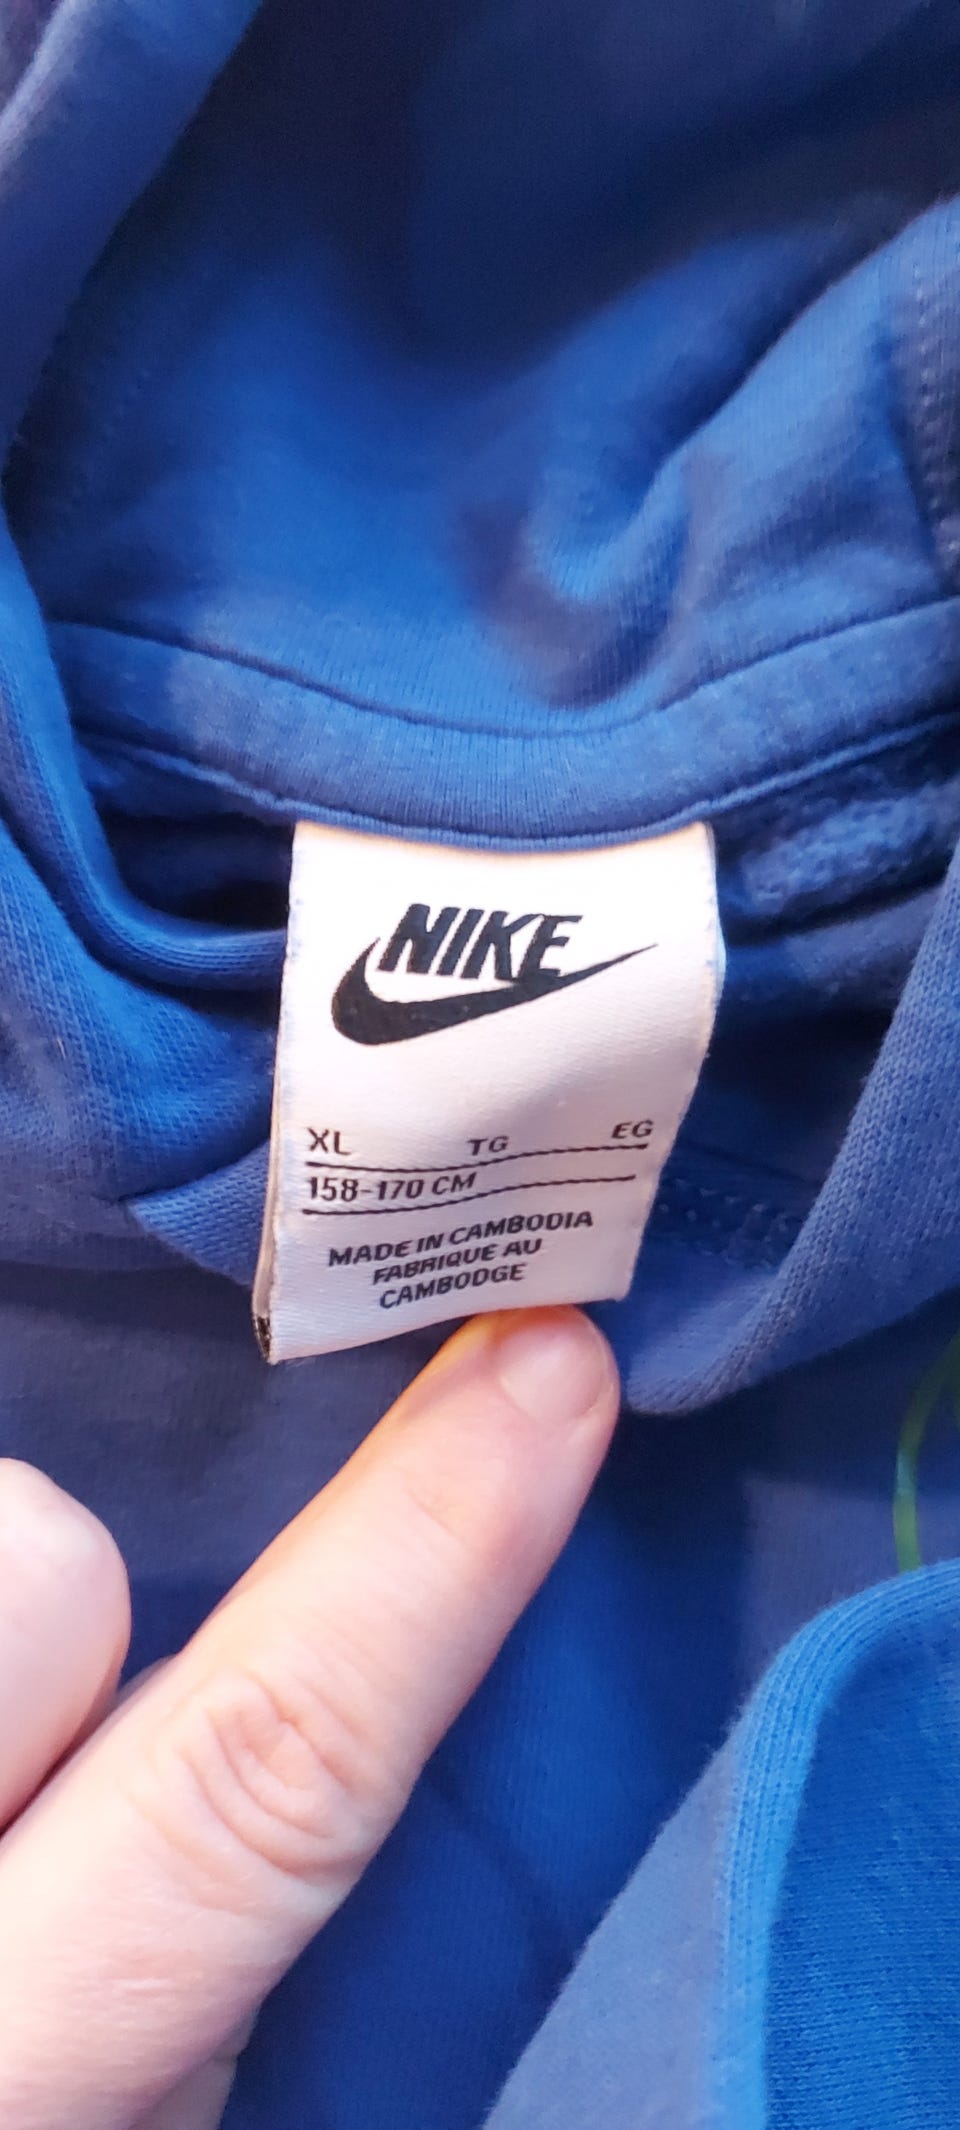 NIKE
XL TG EG
158-170 CM
MADE IN CAMBODIA
FABRIQUE AU
CAMBODGE